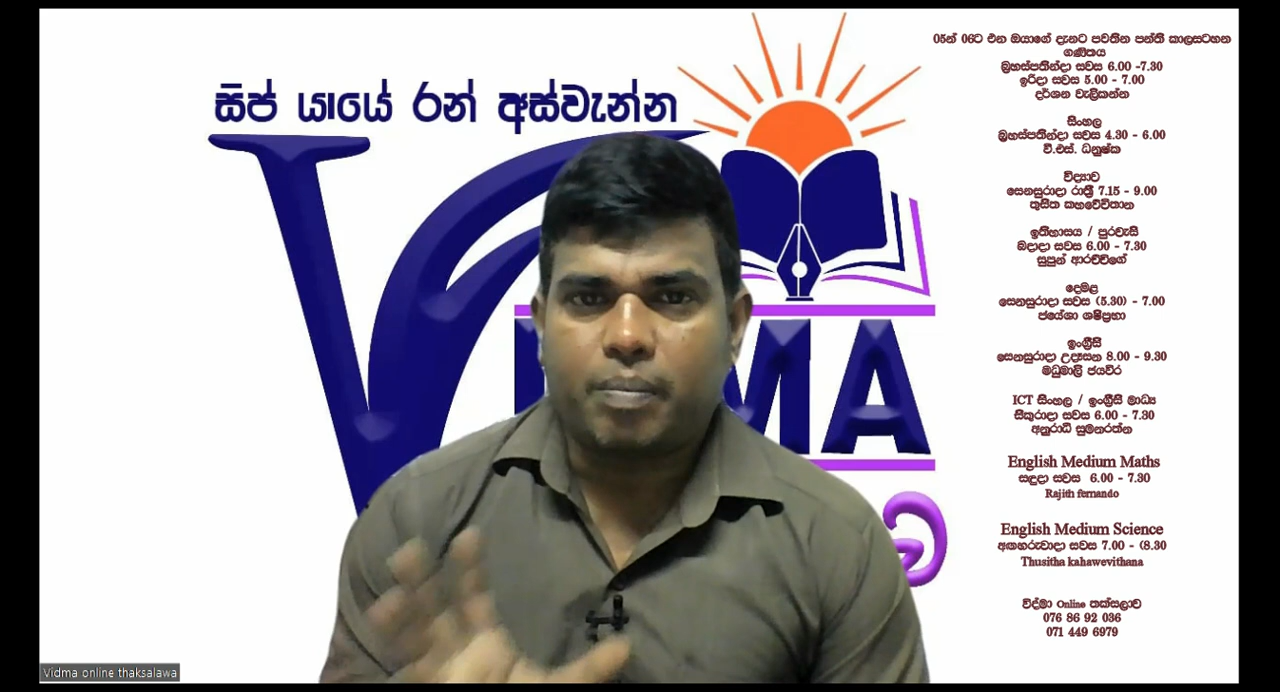 සිප් යායේ රන් අස්වැන්න
05න් 06ට එන ඔයාගේ දැනට පවතින පන්ති කාලසටහන
ගණිතය
බ්‍රහස්පතින්දා සවස 6.00 -7.30
ඉරිදා සවස 5.00 - 7.00
දර්ශන වැලිකන්න
සිංහල
බ්‍රහස්පතින්දා සවස 4.30 - 6.00
වී.එස්. ධනුෂ්ක
විද්‍යාව
සෙනසුරාදා රාත්‍රී 7.15 - 9.00
තුසිත කහවේවිතාන
ඉතිහාසය / පුරවැසි
බදාදා සවස 6.00 - 7.30
සුපුන් ආරච්චිගේ
දෙමළ
සෙනසුරාදා සවස (5.30) - 7.00
ජයේශා ශෂිප්‍රභා
ඉංග්‍රීසි
සෙනසුරාදා උදෑසන 8.00 - 9.30
මධුමාලි ජයවීර
ICT සිංහල / ඉංග්‍රීසි මාධ්‍ය
සිකුරාදා සවස 6.00 - 7.30
අනුරාධි සුමනරත්න
English Medium Maths
සඳුදා සවස 6.00 - 7.30
Rajith fernando
English Medium Science
අඟහරුවාදා සවස 7.00 - (8.30
Thusitha kahawevithana
විද්මා Online තක්සලාව
076 86 92 036
071 449 6979
Vidma online thaksalawa